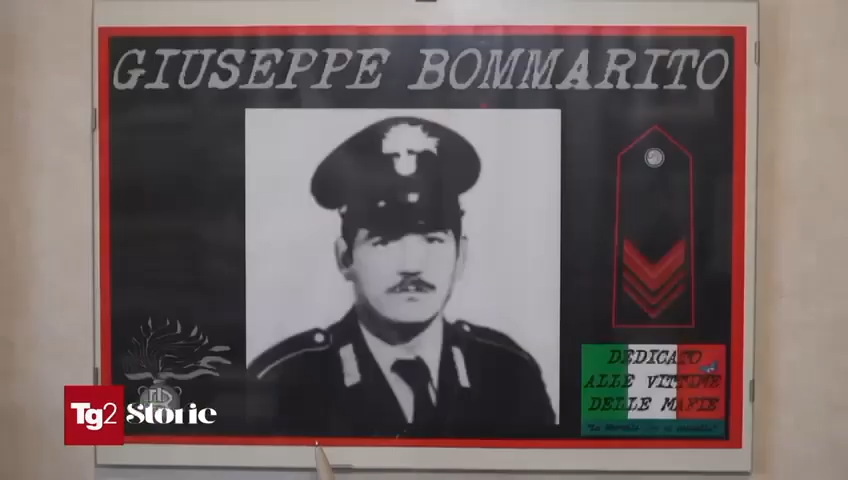 GIUSEPPE BOMMARITO
DEDICATO
ALLE VITTIME
DELLE MAFIE
Tg2 Storie